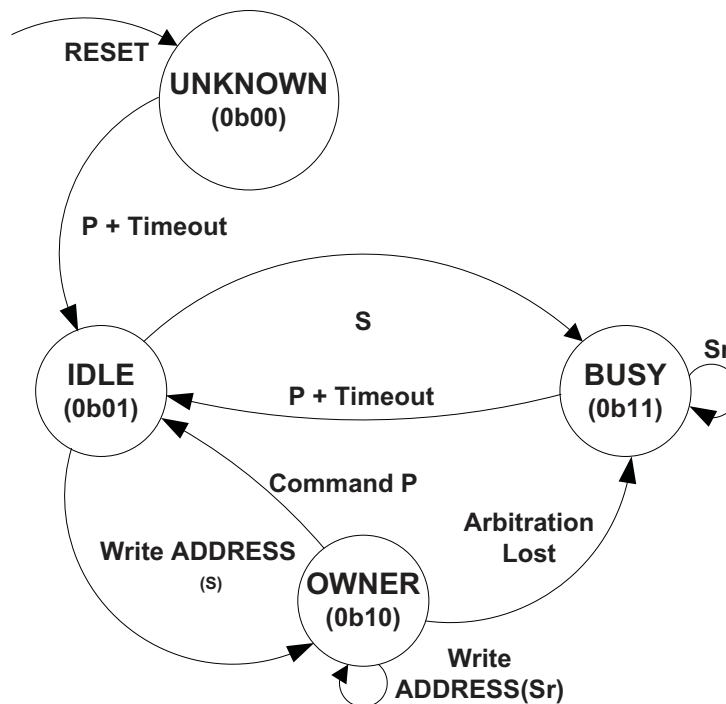 RESET
UNKNOWN
(0b00)
P + Timeout
S
IDLE
(0b01)
P + Timeout
BUSY
(0b11)
Sr
Command P
Write ADDRESS
(S)
Arbitration
Lost
OWNER
(0b10)
Write
ADDRESS(Sr)